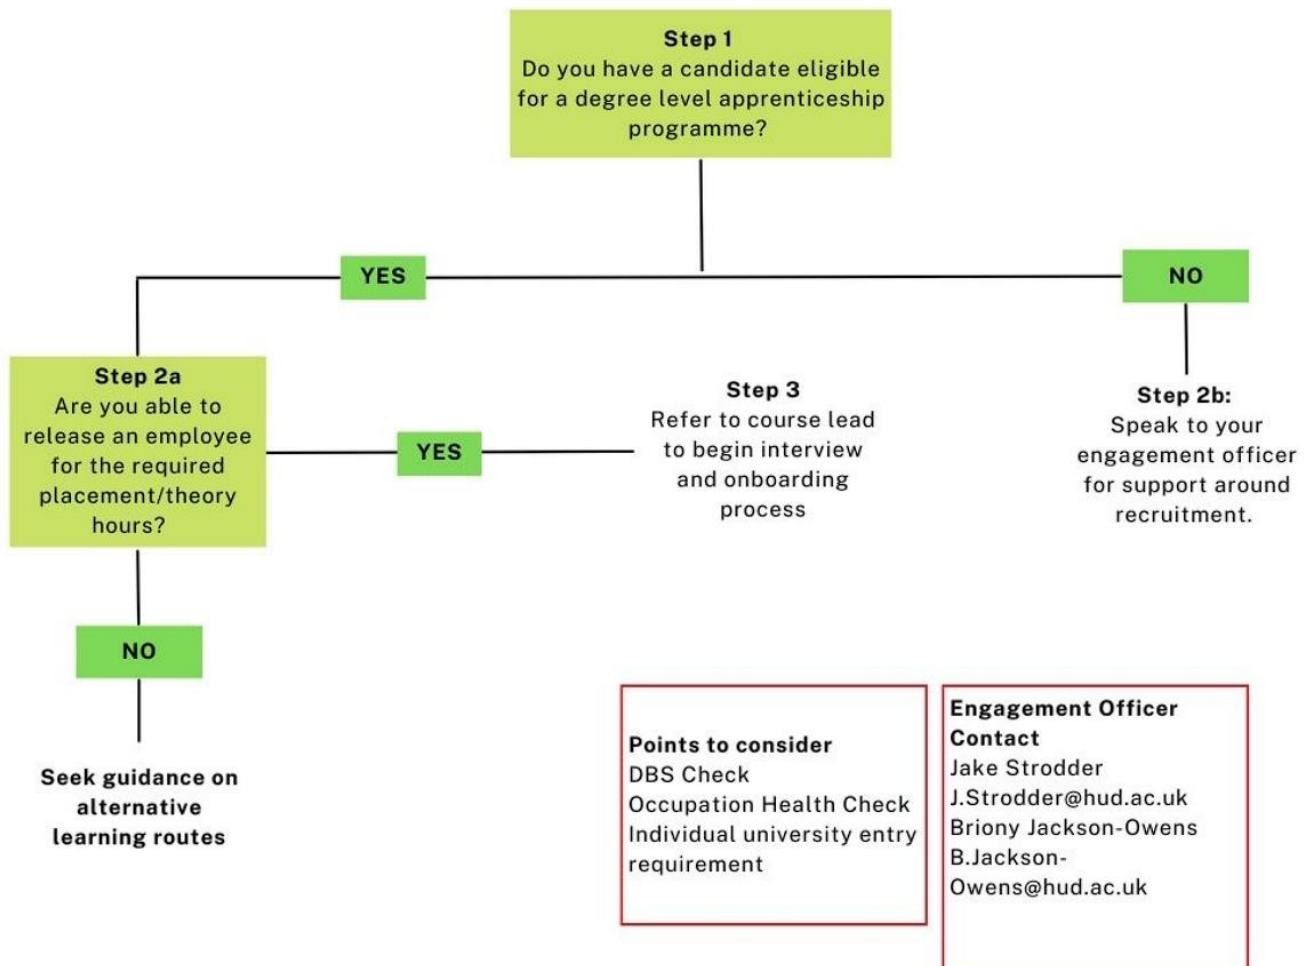 Step 1
Do you have a candidate eligible
for a degree level apprenticeship
programme?
YES
NO
Step 2a
Are you able to
release an employee
for the required
placement/theory
hours?
YES
Step 3
Refer to course lead
to begin interview
and onboarding
process
Step 2b:
Speak to your
engagement officer
for support around
recruitment.
NO
Seek guidance on
alternative
learning routes
Points to consider
DBS Check
Occupation Health Check
Individual university entry
requirement
Engagement Officer
Contact
Jake Strodder
J.Strodder@hud.ac.uk
Briony Jackson-Owens
B.Jackson-
Owens@hud.ac.uk